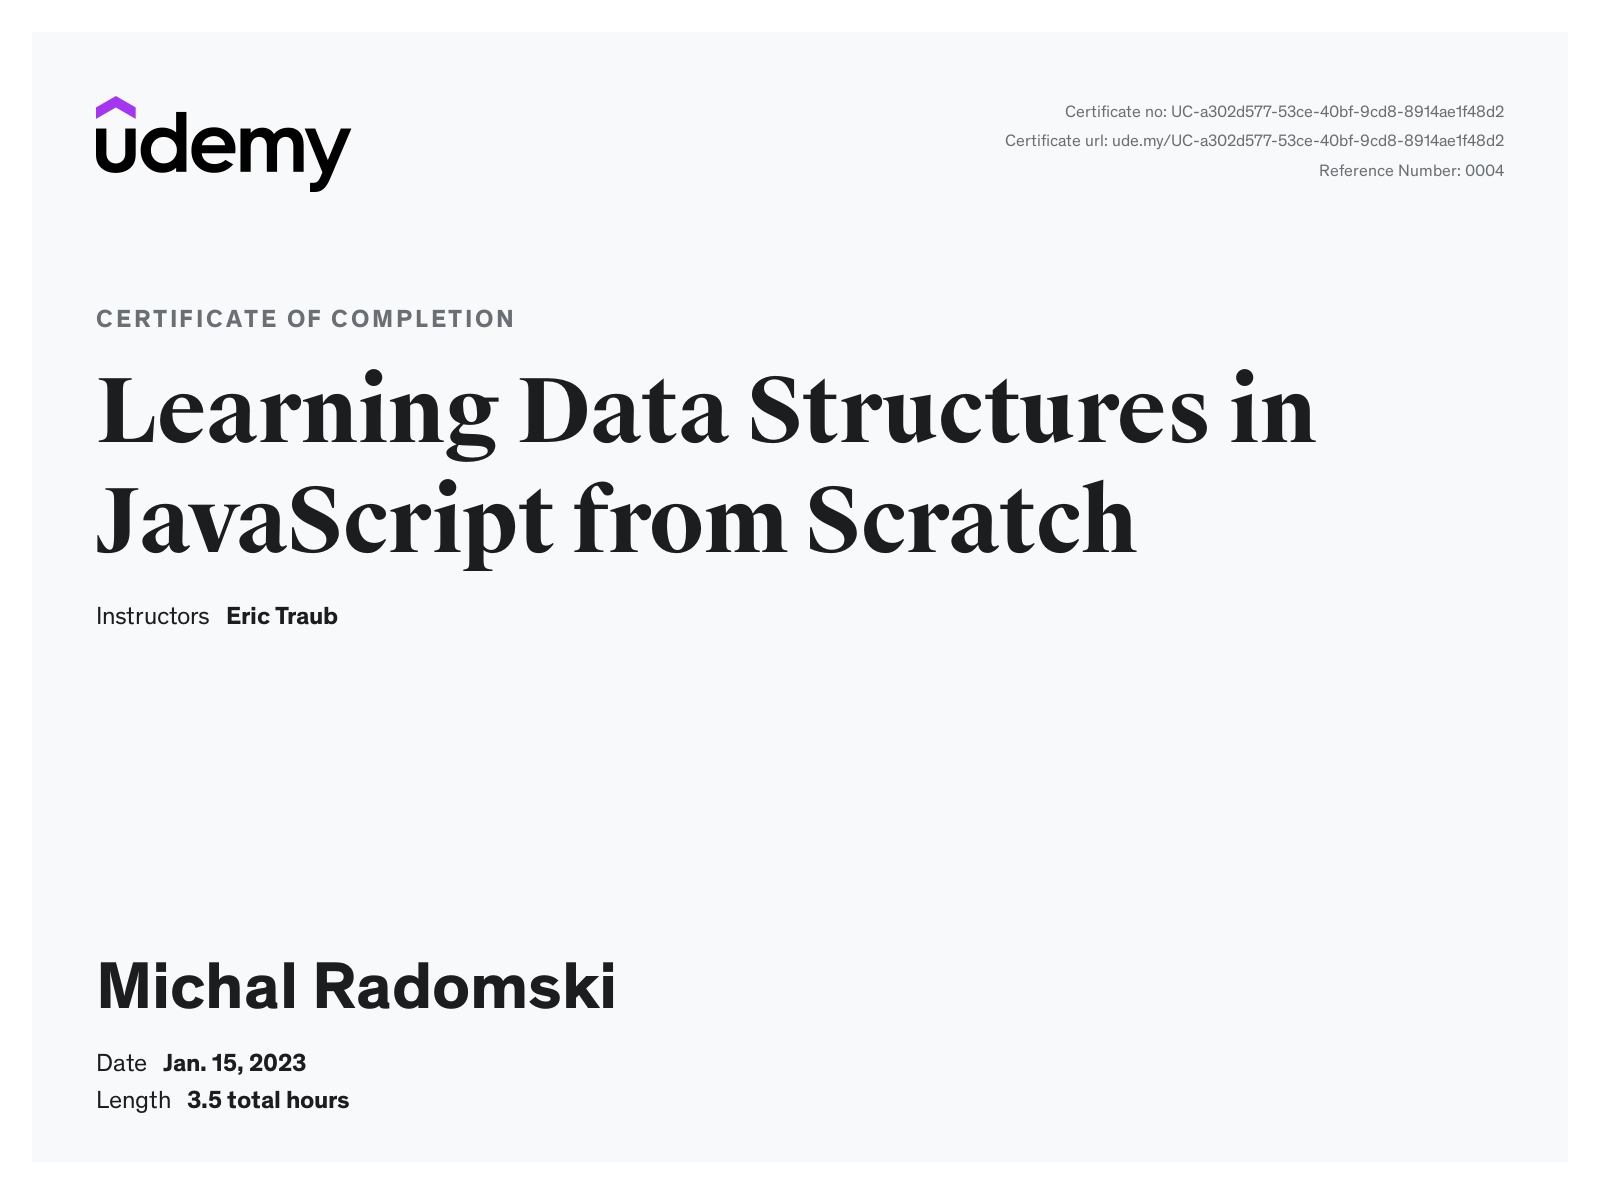 udemy
Certificate no: UC-a302d577-53ce-40bf-9cd8-8914ae1f48d2
Certificate url: ude.my/UC-a302d577-53ce-40bf-9cd8-8914ae1f48d2
Reference Number: 0004
CERTIFICATE OF COMPLETION
Learning Data Structures in
JavaScript from Scratch
Instructors Eric Traub
Michal Radomski
Date Jan. 15, 2023
Length 3.5 total hours